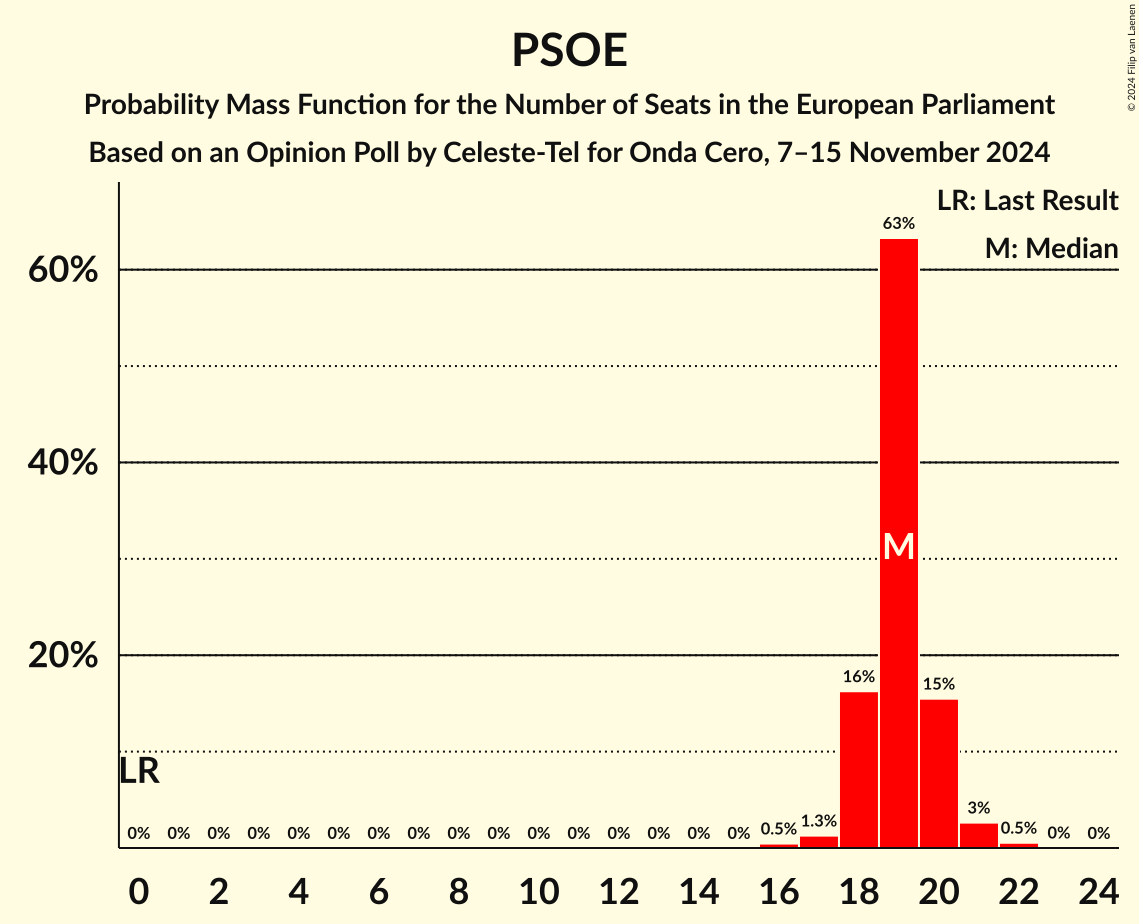 PSOE
Probability Mass Function for the Number of Seats in the European Parliament
Based on an Opinion Poll by Celeste-Tel for Onda Cero, 7–15 November 2024
© 2024 Filip van Laenen
LR: Last Result
M: Median
60%
40%
20%
63%
M
16%
15%
LR
0% 0% 0% 0% 0% 0% 0% 0% 0% 0% 0% 0% 0% 0% 0% 0% 0.5% 1.3% 3% 0.5% 0% 0%
0 2 4 6 8 10 12 14 16 18 20 22 24